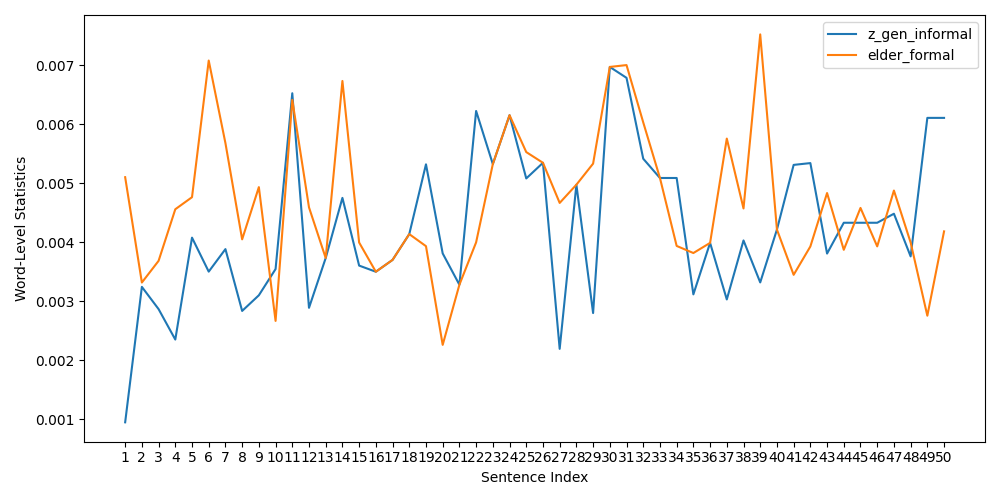 z_gen_informal
elder_formal
Word-Level Statistics
0.007
0.006
0.005
0.004
0.003
0.002
0.001
1 2 3 4 5 6 7 8 9 10 11 12 13 14 15 16 17 18 19 20 21 22 23 24 25 26 27 28 29 30 31 32 33 34 35 36 37 38 39 40 41 42 43 44 45 46 47 48 49 50
Sentence Index